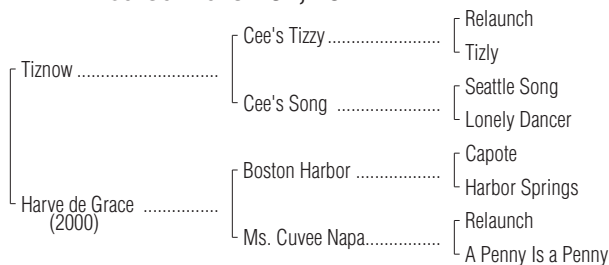 Relaunch
Cee's Tizzy ........................
Tizly
Tiznow ..............................
Seattle Song
Cee's Song ......................
Lonely Dancer
Capote
Boston Harbor ..................
Harbor Springs
Harve de Grace ................
(2000)
Relaunch
Ms. Cuvee Napa................
A Penny Is a Penny